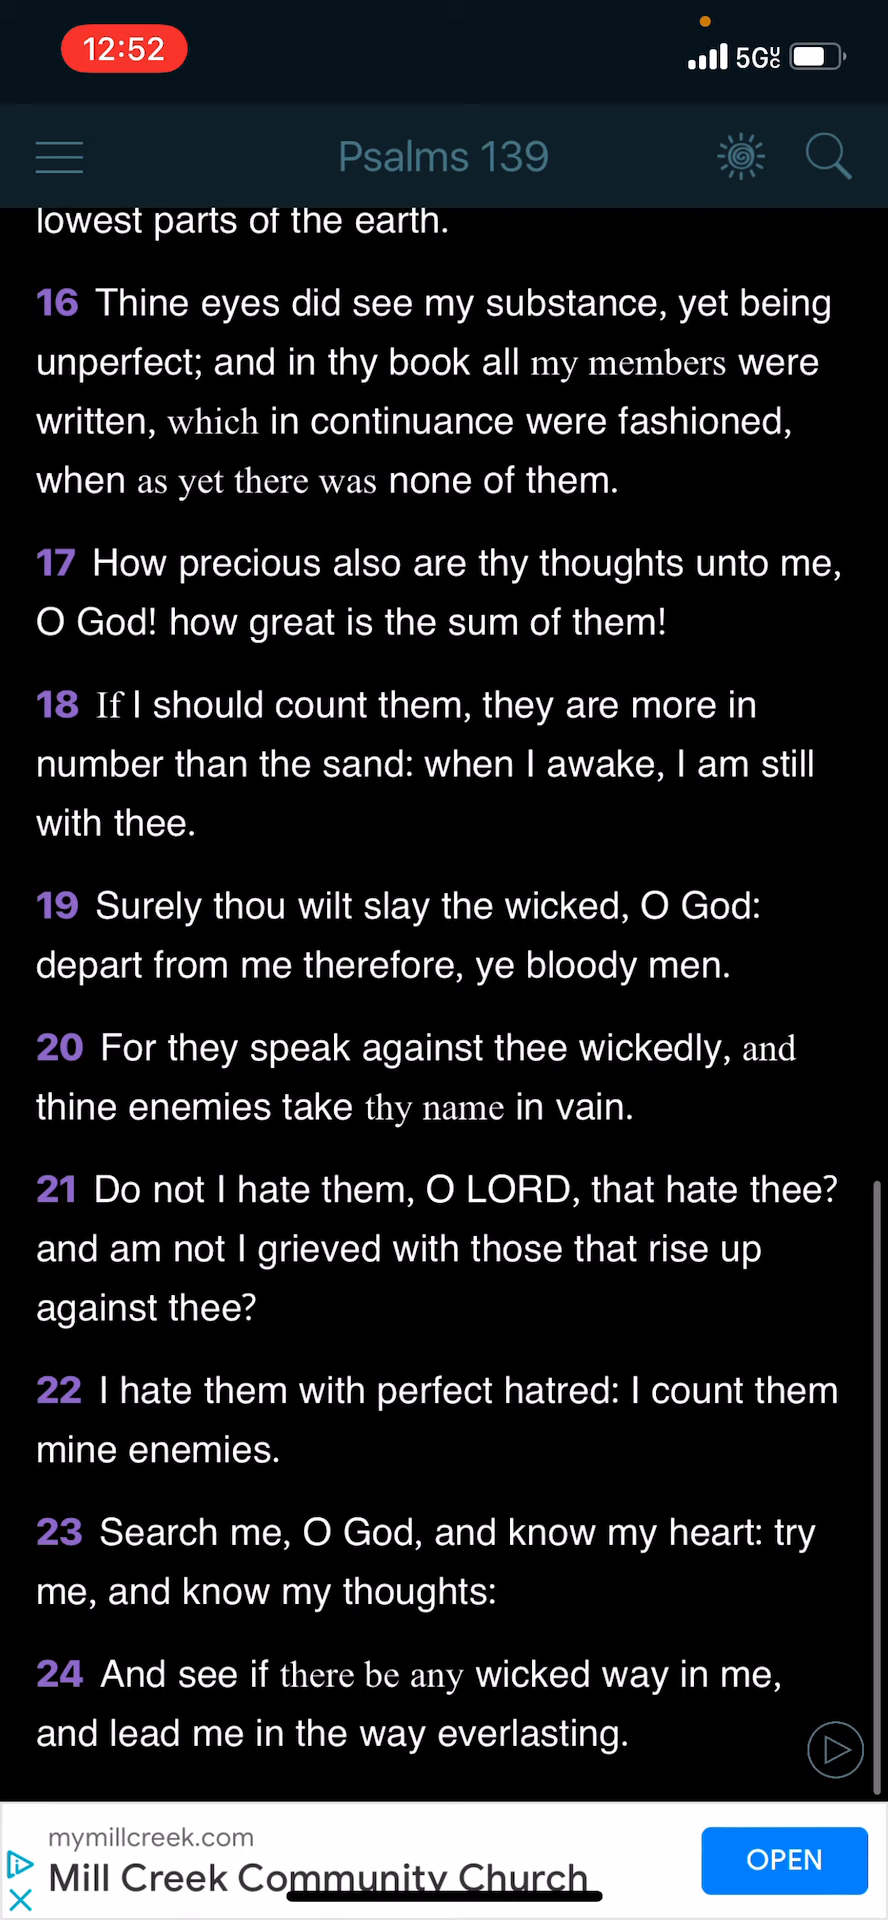 12:52
5G UC
Psalms 139
lowest parts of the earth.
16 Thine eyes did see my substance, yet being
unperfect; and in thy book all my members were
written, which in continuance were fashioned,
when as yet there was none of them.
17 How precious also are thy thoughts unto me,
O God! how great is the sum of them!
18 If I should count them, they are more in
number than the sand: when I awake, I am still
with thee.
19 Surely thou wilt slay the wicked, O God:
depart from me therefore, ye bloody men.
20 For they speak against thee wickedly, and
thine enemies take thy name in vain.
21 Do not I hate them, O LORD, that hate thee?
and am not I grieved with those that rise up
against thee?
22 I hate them with perfect hatred: I count them
mine enemies.
23 Search me, O God, and know my heart: try
me, and know my thoughts:
24 And see if there be any wicked way in me,
and lead me in the way everlasting.
mymillcreek.com
Mill Creek Community Church
OPEN